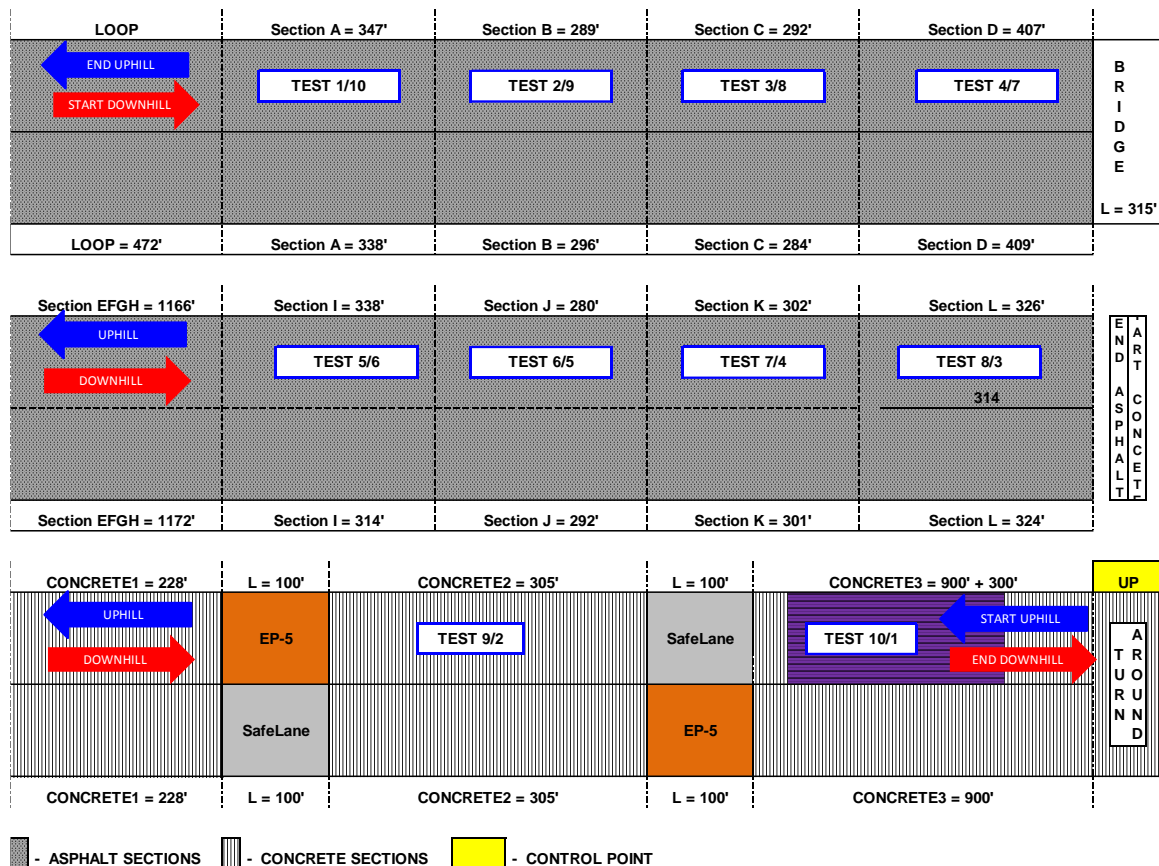 LOOP Section A = 347' Section B = 289' Section C = 292' Section D = 407'
END UPHILL
START DOWNHILL
TEST 1/10 TEST 2/9 TEST 3/8 TEST 4/7
BRIDGE
L = 315'
LOOP = 472' Section A = 338' Section B = 296' Section C = 284' Section D = 409'
Section EFGH = 1166' Section I = 338' Section J = 280' Section K = 302' Section L = 326'
UPHILL
DOWNHILL
TEST 5/6 TEST 6/5 TEST 7/4 TEST 8/3
314
END ASPHALT
ART CONCETE
Section EFGH = 1172' Section I = 314' Section J = 292' Section K = 301' Section L = 324'
CONCRETE1 = 228' L = 100' CONCRETE2 = 305' L = 100' CONCRETE3 = 900' + 300' UP
UPHILL
DOWNHILL
EP-5 TEST 9/2 SafeLane TEST 10/1
START UPHILL
END DOWNHILL
TURN
AROUND
SafeLane EP-5
CONCRETE1 = 228' L = 100' CONCRETE2 = 305' L = 100' CONCRETE3 = 900'
- ASPHALT SECTIONS - CONCRETE SECTIONS - CONTROL POINT